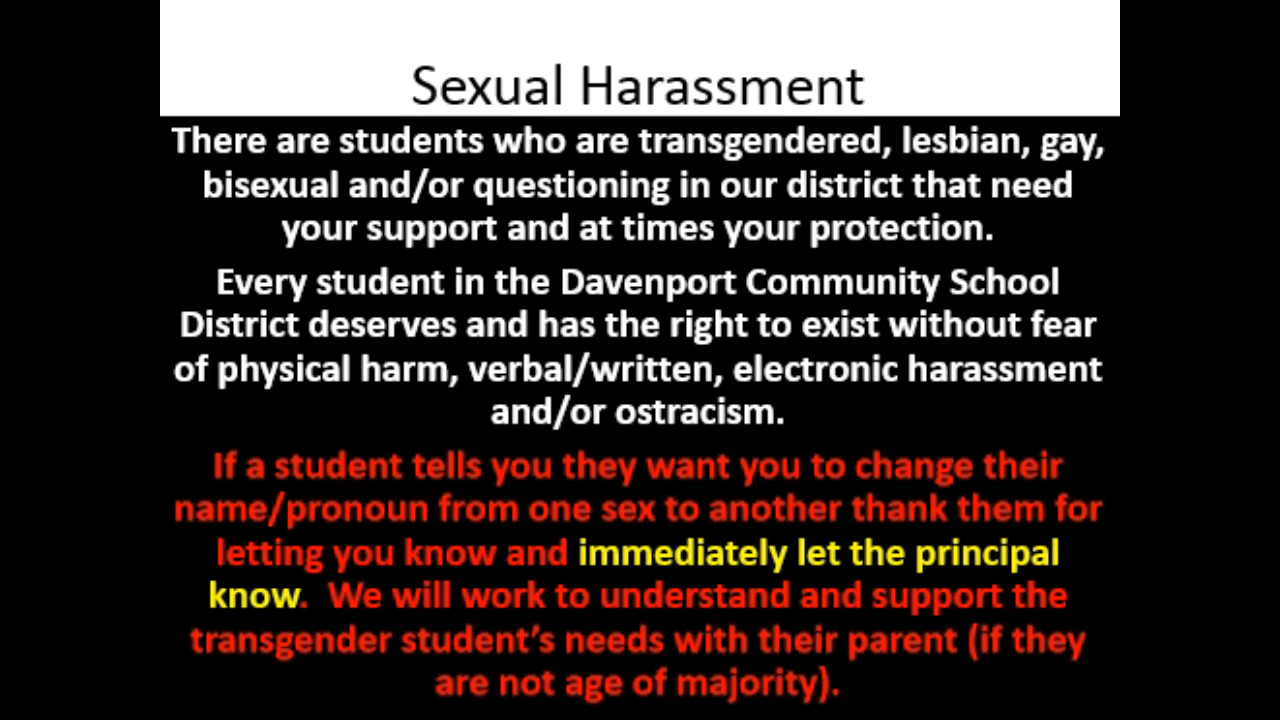 Sexual Harassment
There are students who are transgendered, lesbian, gay,
bisexual and/or questioning in our district that need
your support and at times your protection.
Every student in the Davenport Community School
District deserves and has the right to exist without fear
of physical harm, verbal/written, electronic harassment
and/or ostracism.
If a student tells you they want you to change their
name/pronoun from one sex to another thank them for
letting you know and immediately let the principal
know.  We will work to understand and support the
transgender student's needs with their parent (if they
are not age of majority).